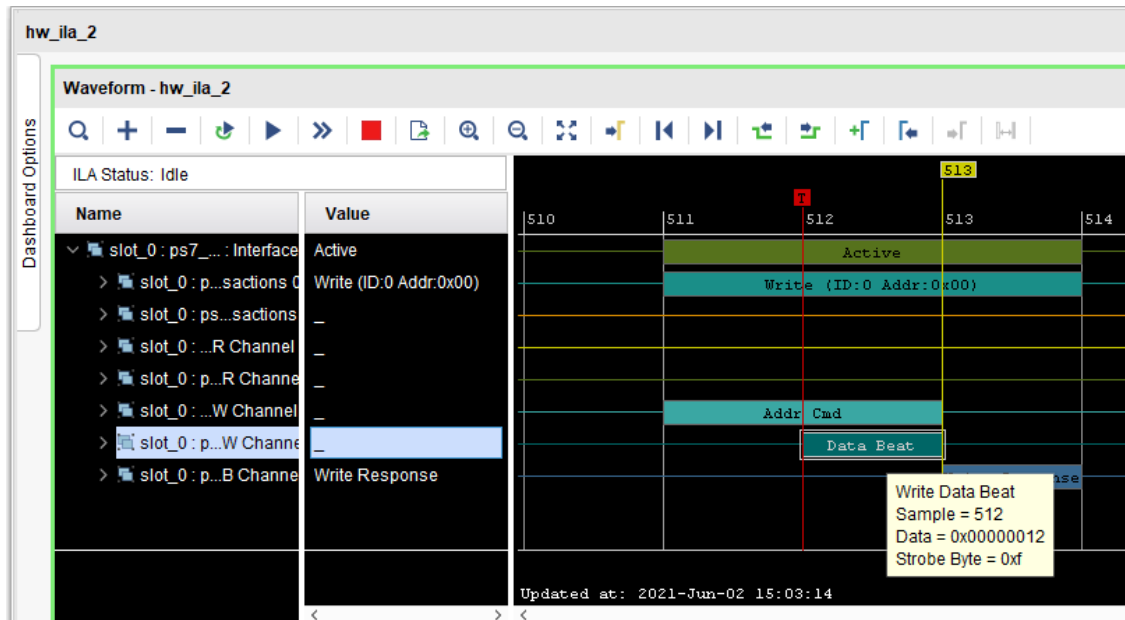 hw_ila_2
Dashboard Options
Waveform - hw_ila_2
ILA Status: Idle
Name Value
513
T
510 511 512 513 514
slot_0 : ps7_... : Interface Active Active
slot_0 : p...sactions 0 Write (ID:0 Addr:0x00) Write (ID:0 Addr:0x00)
slot_0 : ps...sactions _
slot_0 : ...R Channel _
slot_0 : p...R Channe _
slot_0 : ...W Channel _ Addr Cmd
slot_0 : p...W Channe _ Data Beat
slot_0 : p...B Channe Write Response
Write Data Beat
Sample = 512
Data = 0x00000012
Strobe Byte = 0xf
Updated at: 2021-Jun-02 15:03:14